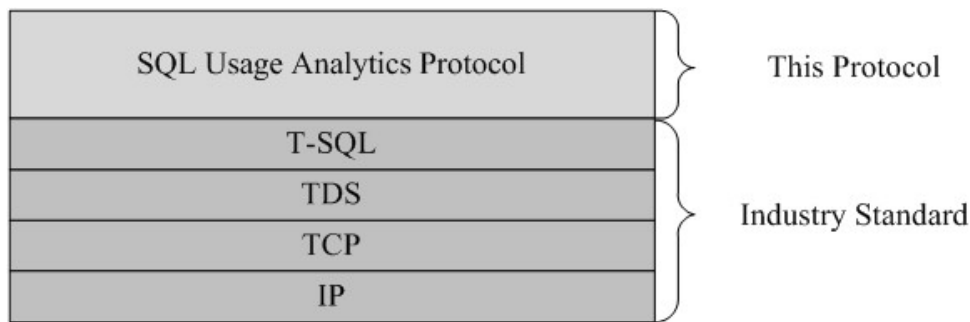 SQL Usage Analytics Protocol
This Protocol
T-SQL
TDS
TCP
IP
Industry Standard